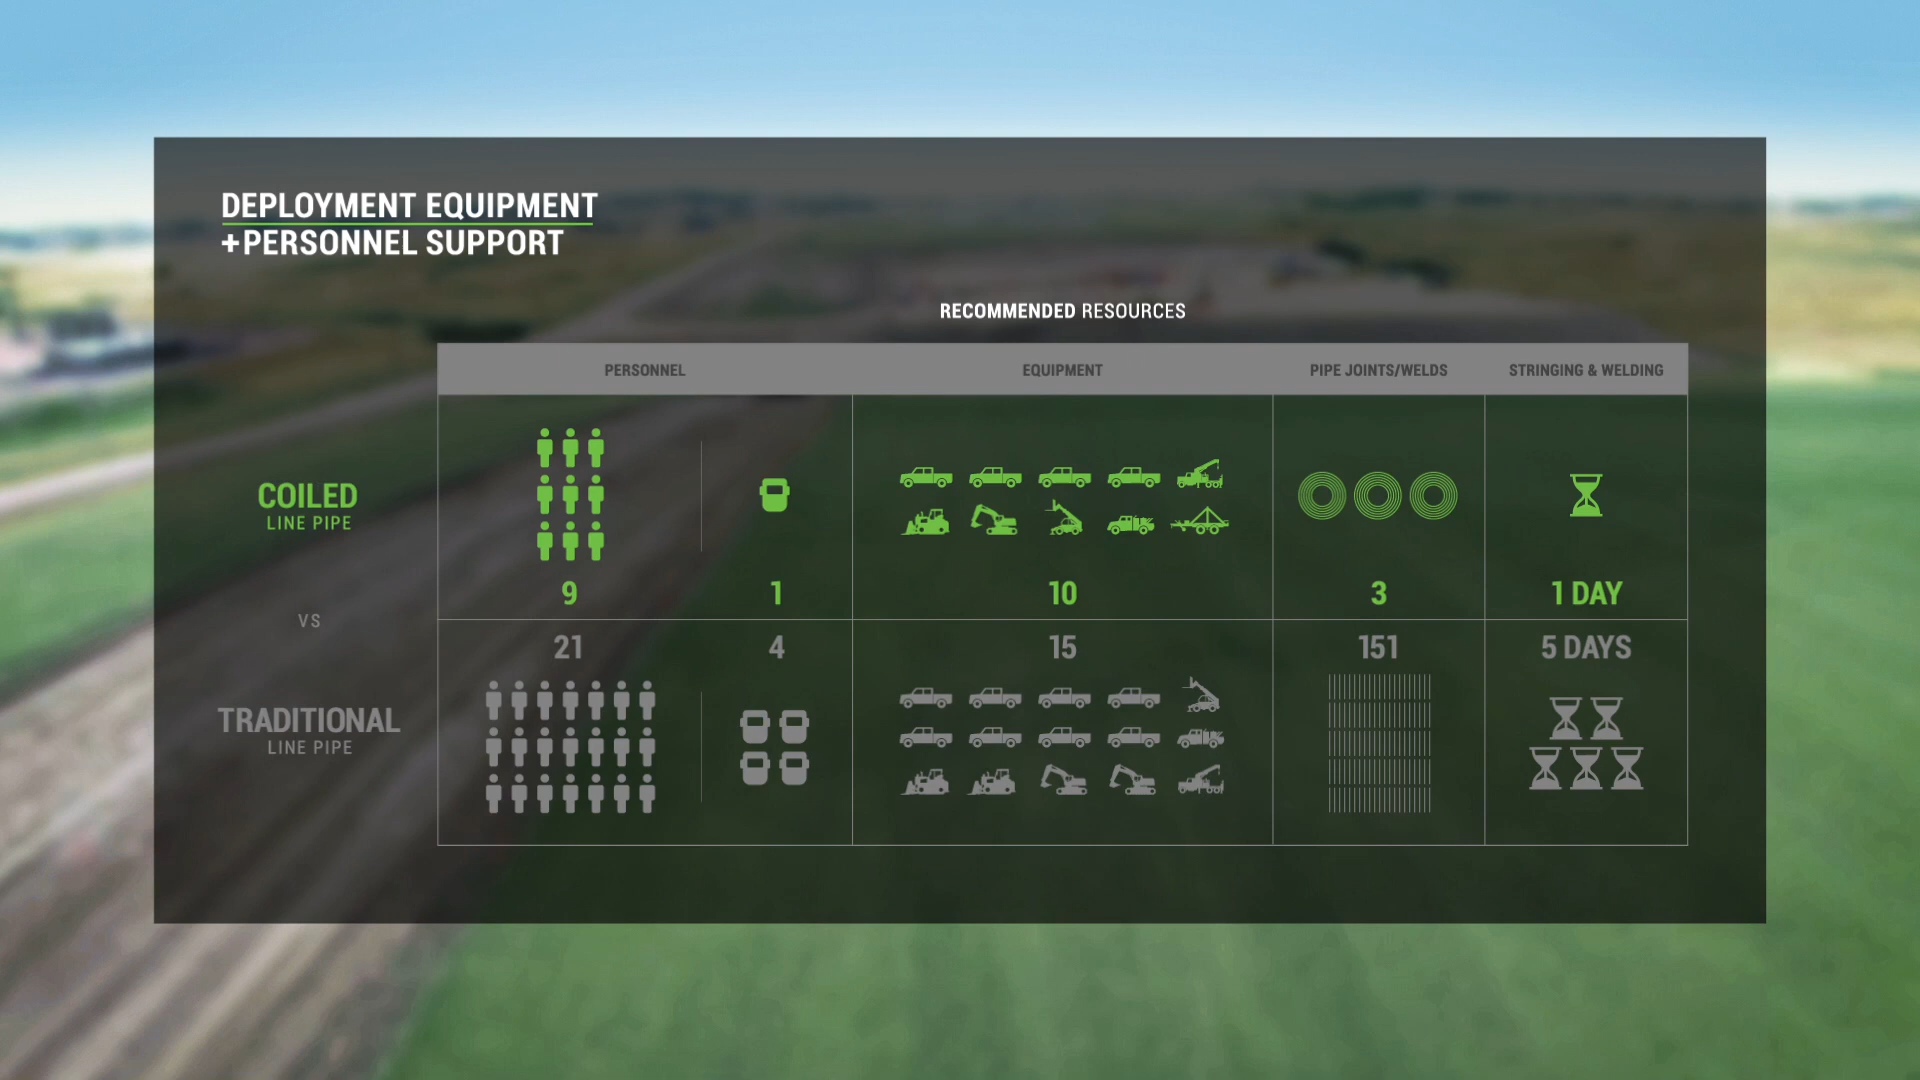 DEPLOYMENT EQUIPMENT
+PERSONNEL SUPPORT
RECOMMENDED RESOURCES
PERSONNEL EQUIPMENT PIPE JOINTS/WELDS STRINGING & WELDING
COILED
LINE PIPE
9 1 10 3 1 DAY
VS
21 4 15 151 5 DAYS
TRADITIONAL
LINE PIPE